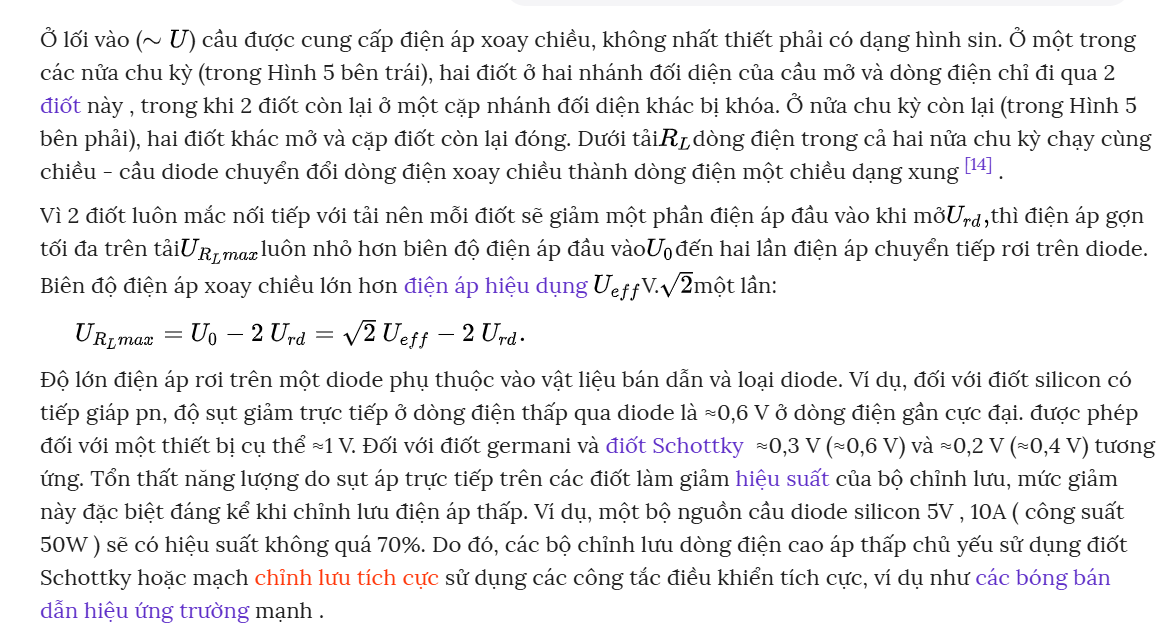 Ở lối vào (∼ U) cầu được cung cấp điện áp xoay chiều, không nhất thiết phải có dạng hình sin. Ở một trong
các nửa chu kỳ (trong Hình 5 bên trái), hai điốt ở hai nhánh đối diện của cầu mở và dòng điện chỉ đi qua 2
điốt này , trong khi 2 điốt còn lại ở một cặp nhánh đối diện khác bị khóa. Ở nửa chu kỳ còn lại (trong Hình 5
bên phải), hai điốt khác mở và cặp điốt còn lại đóng. Dưới tảiR_L dòng điện trong cả hai nửa chu kỳ chạy cùng
chiều - cầu diode chuyển đổi dòng điện xoay chiều thành dòng điện một chiều dạng xung [14] .
Vì 2 điốt luôn mắc nối tiếp với tải nên mỗi điốt sẽ giảm một phần điện áp đầu vào khi mởU_{rd},thì điện áp gợn
tối đa trên tảiU_{R_L max}luôn nhỏ hơn biên độ điện áp đầu vàoU_0đến hai lần điện áp chuyển tiếp rơi trên diode.
Biên độ điện áp xoay chiều lớn hơn điện áp hiệu dụng U_{eff}V.√2một lần:
U_{R_L max} = U_0 − 2 U_{rd} = √2 U_{eff} − 2 U_{rd}.
Độ lớn điện áp rơi trên một diode phụ thuộc vào vật liệu bán dẫn và loại diode. Ví dụ, đối với điốt silicon có
tiếp giáp pn, độ sụt giảm trực tiếp ở dòng điện thấp qua diode là ≈0,6 V ở dòng điện gần cực đại. được phép
đối với một thiết bị cụ thể ≈1 V. Đối với điốt germani và điốt Schottky ≈0,3 V (≈0,6 V) và ≈0,2 V (≈0,4 V) tương
ứng. Tổn thất năng lượng do sụt áp trực tiếp trên các điốt làm giảm hiệu suất của bộ chỉnh lưu, mức giảm
này đặc biệt đáng kể khi chỉnh lưu điện áp thấp. Ví dụ, một bộ nguồn cầu diode silicon 5V , 10A ( công suất
50W ) sẽ có hiệu suất không quá 70%. Do đó, các bộ chỉnh lưu dòng điện cao áp thấp chủ yếu sử dụng điốt
Schottky hoặc mạch chỉnh lưu tích cực sử dụng các công tắc điều khiển tích cực, ví dụ như các bóng bán
dẫn hiệu ứng trường mạnh .